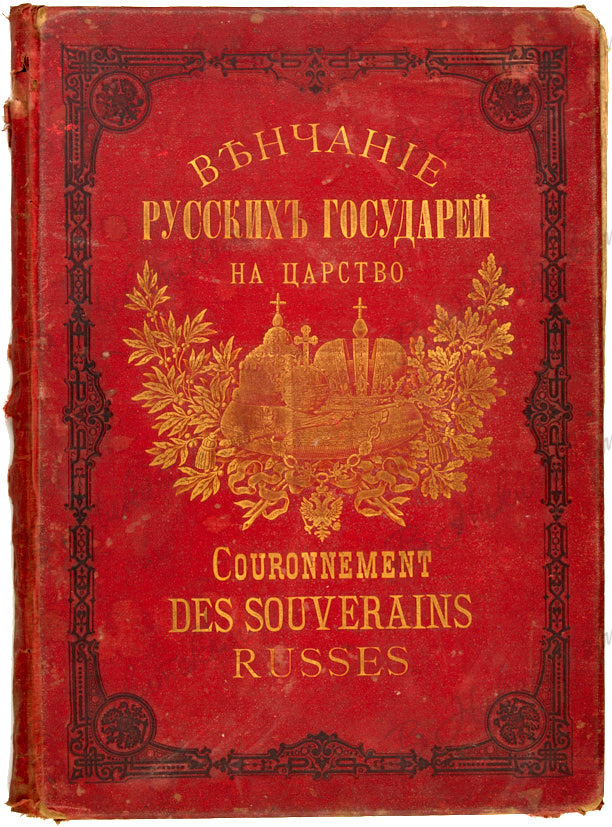 ВѢНЧАНІЕ
РУССКИХЪ ГОСУДАРЕЙ
НА ЦАРСТВО
COURONNEMENT
DES SOUVERAINS
RUSSES